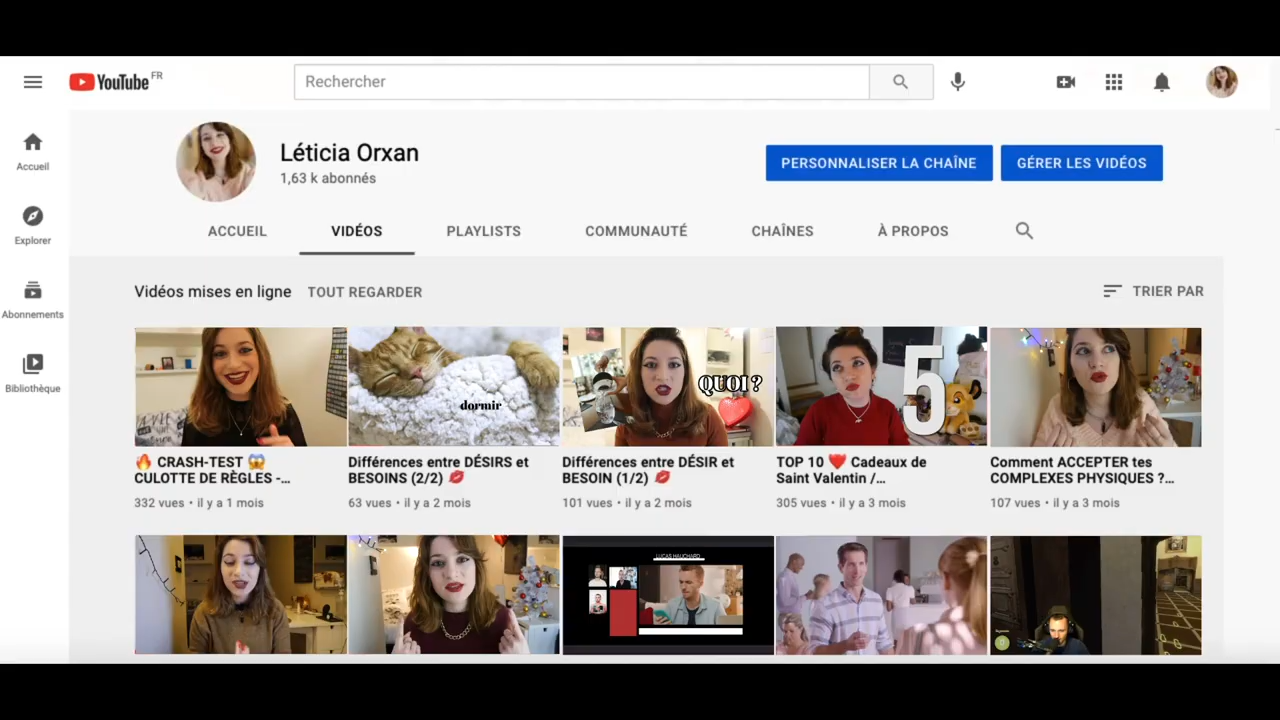 YouTube FR
Rechercher
Accueil
Explorer
Abonnements
Bibliothèque
Léticia Orxan
1,63 k abonnés
PERSONNALISER LA CHAÎNE
GÉRER LES VIDÉOS
ACCUEIL
VIDÉOS
PLAYLISTS
COMMUNAUTÉ
CHAÎNES
À PROPOS
Vidéos mises en ligne
TOUT REGARDER
TRIER PAR
dormir
QUOI ?
5
🔥 CRASH-TEST 😱
CULOTTE DE RÈGLES -...
332 vues • il y a 1 mois
Différences entre DÉSIRS et
BESOINS (2/2) 💋
63 vues • il y a 2 mois
Différences entre DÉSIR et
BESOIN (1/2) 💋
101 vues • il y a 2 mois
TOP 10 ❤️ Cadeaux de
Saint Valentin /...
305 vues • il y a 3 mois
Comment ACCEPTER tes
COMPLEXES PHYSIQUES ?...
107 vues • il y a 3 mois
LUCAS HAUCHARD